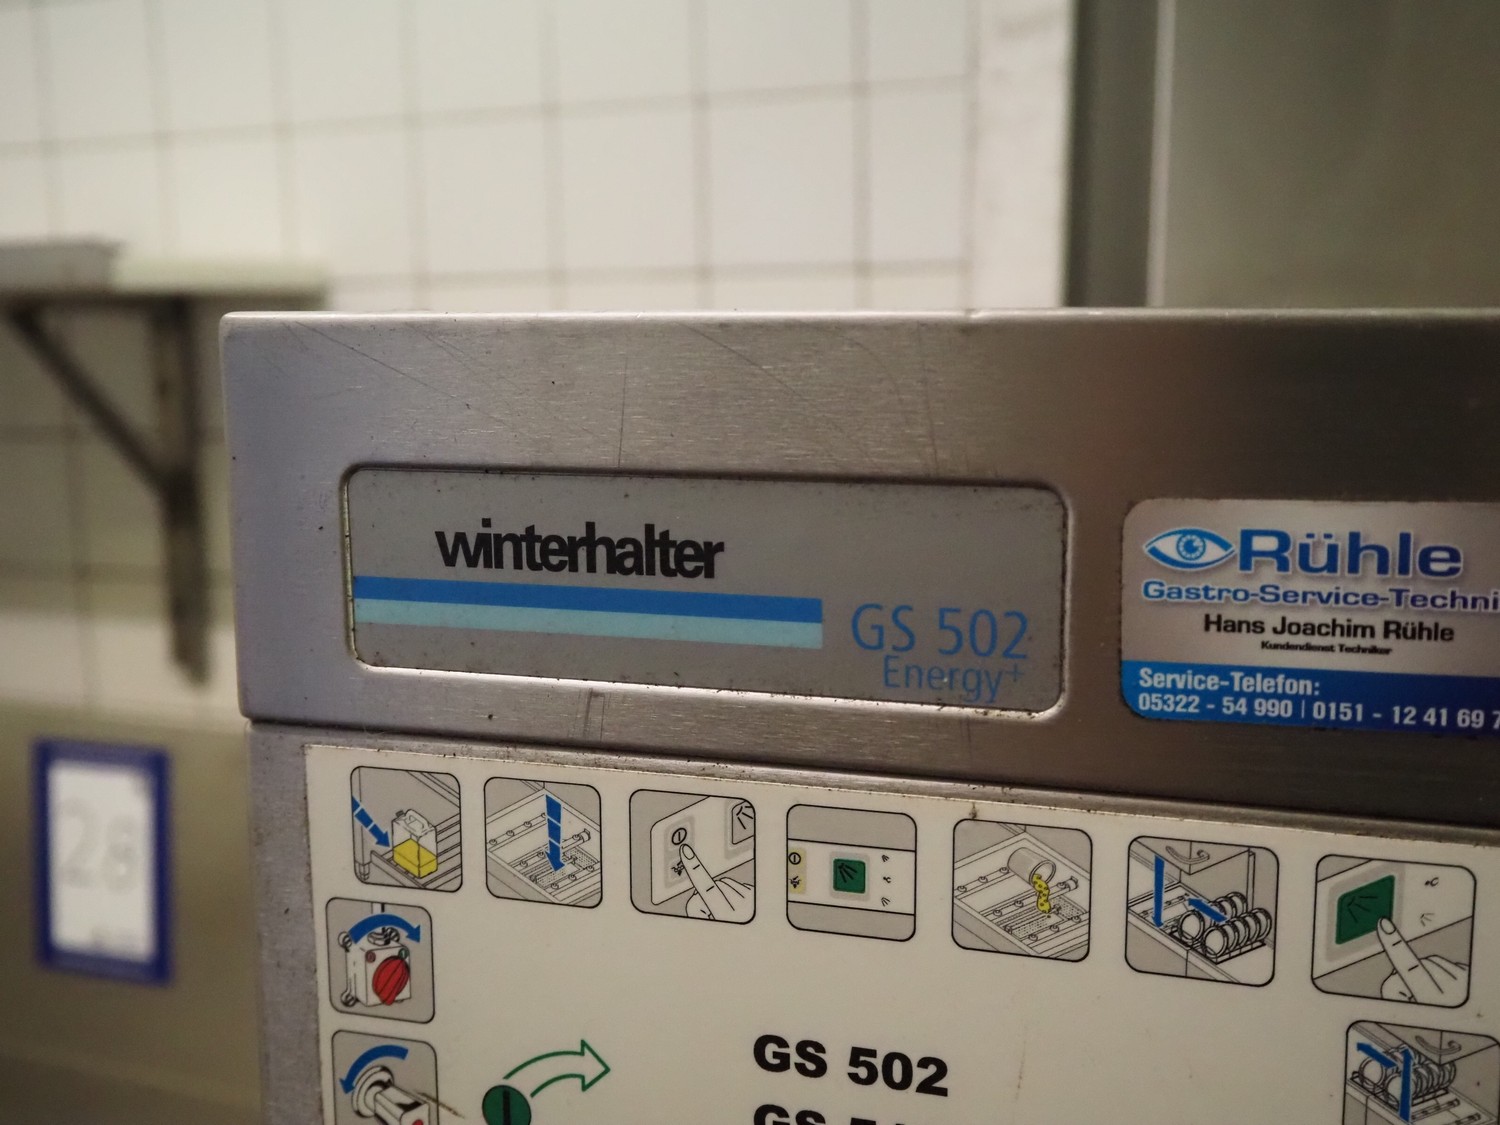 winterhalter
GS 502
Energy+
Rühle
Gastro-Service-Techni
Hans Joachim Rühle
Kundendienst Techniker
Service-Telefon:
05322 - 54 990 | 0151 - 12 41 69 7
GS 502